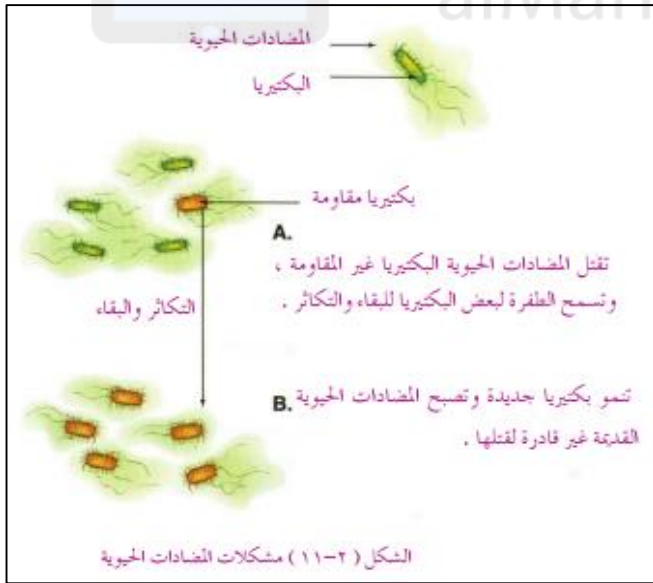 المضادات الحيوية
البكتيريا
بكتيريا مقاومة
A.
تقتل المضادات الحيوية البكتيريا غير المقاومة ،
وتسمح الطفرة لبعض البكتيريا للبقاء والتكاثر .
التكاثر والبقاء
B. تنمو بكتيريا جديدة وتصبح المضادات الحيوية
القديمة غير قادرة لقتلها .
الشكل ( ٢-١١ ) مشكلات المضادات الحيوية